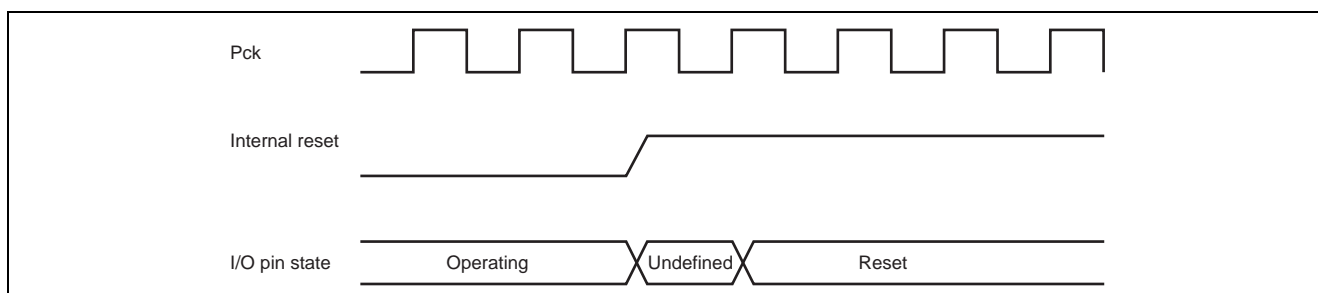 Pck
Internal reset
I/O pin state
Operating
Undefined
Reset